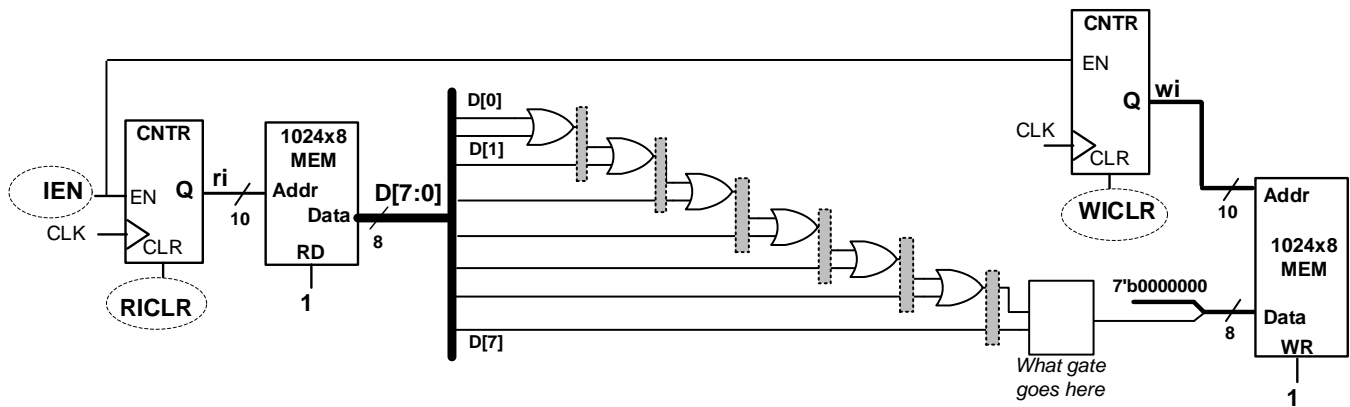 CNTR
EN
Q
wi
CLK
CLR
WICLR
D[0]
D[1]
CNTR
1024x8
MEM
IEN
EN
Q
ri
10
Addr
Data
D[7:0]
8
CLK
CLR
RD
1
RICLR
D[7]
What gate
goes here
7'b0000000
8
10
Addr
1024x8
MEM
Data
WR
1